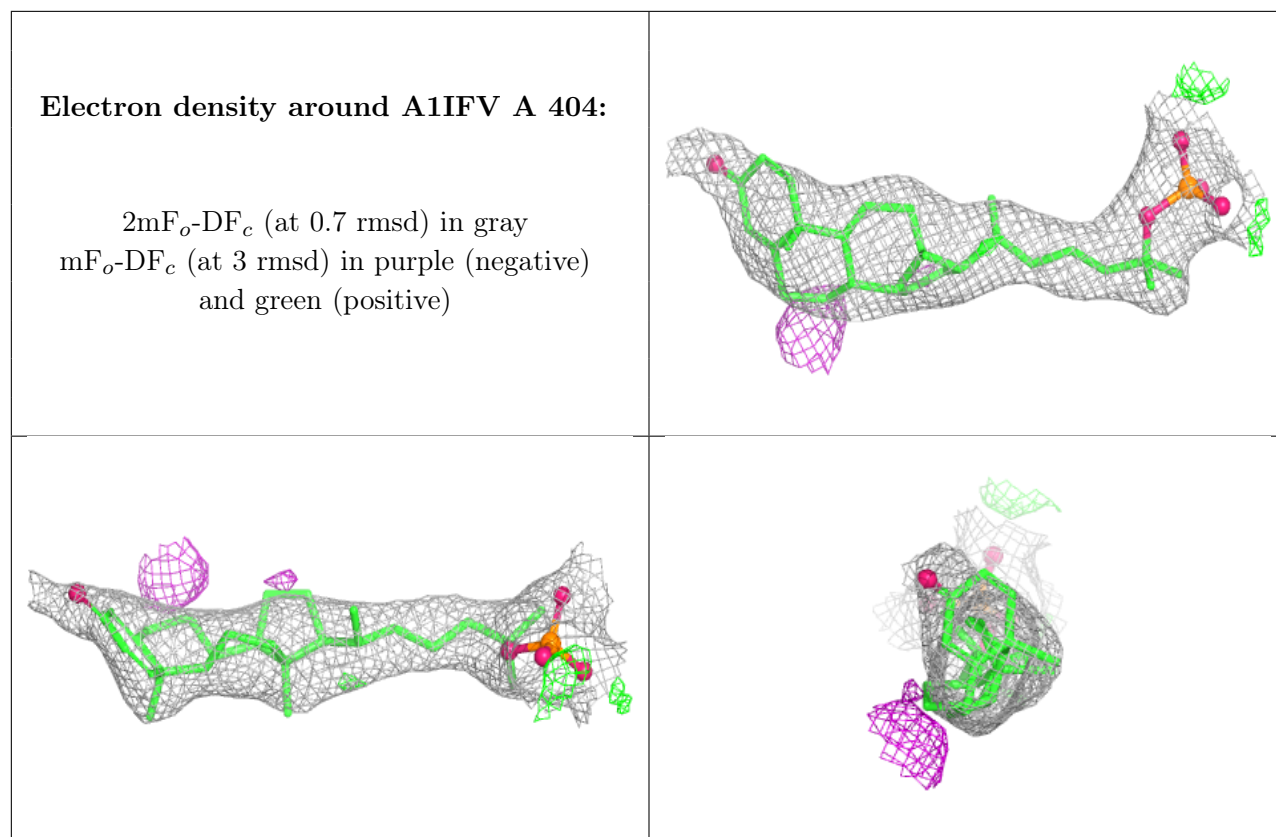 Electron density around A1IFV A 404:
2mFo-DFc (at 0.7 rmsd) in gray
mFo-DFc (at 3 rmsd) in purple (negative)
and green (positive)